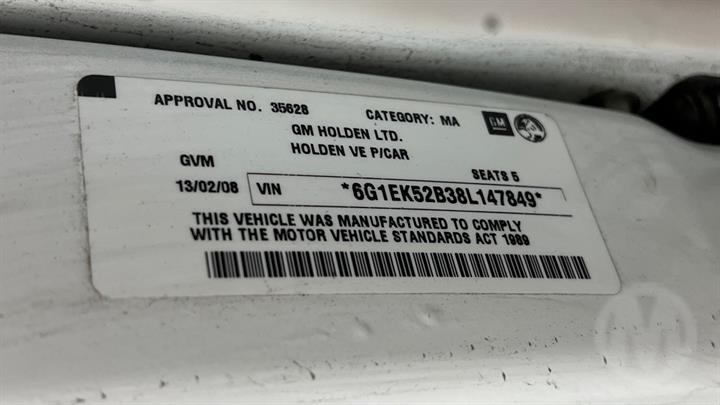 APPROVAL NO. 35628 CATEGORY: MA GM
GM HOLDEN LTD.
HOLDEN VE P/CAR
GVM SEATS 5
13/02/08 VIN *6G1EK52B38L147849*
THIS VEHICLE WAS MANUFACTURED TO COMPLY
WITH THE MOTOR VEHICLE STANDARDS ACT 1989
M